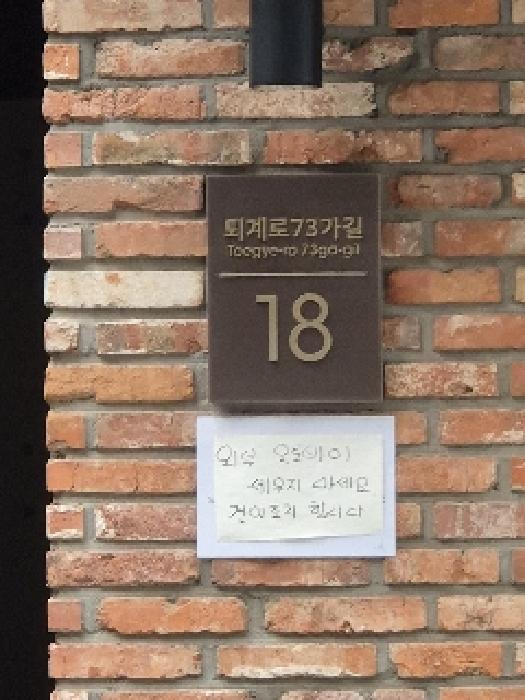 퇴계로73가길
Toegye-ro 73ga-gil
18
외부 오토바이
세우지 마세요
견인조치 합니다